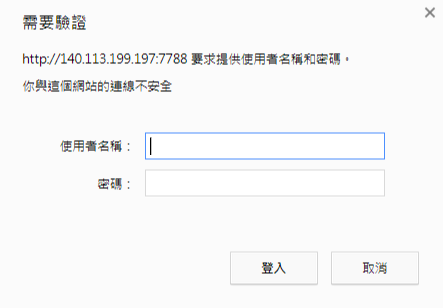 需要驗證
http://140.113.199.197:7788 要求提供使用者名稱和密碼。
你與這個網站的連線不安全
使用者名稱：
密碼：
登入 取消